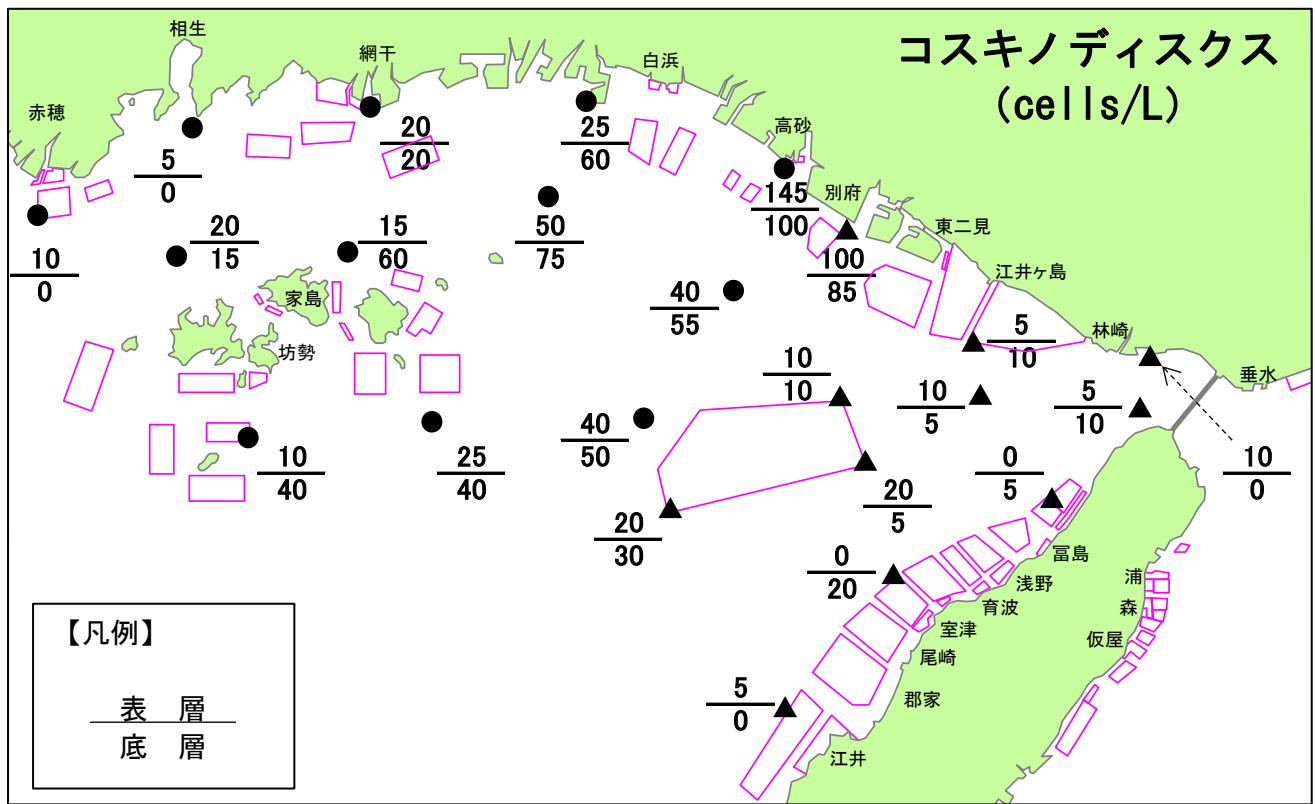 コスキノディスクス
(cells/L)
相生
網干
白浜
赤穂
高砂
別府
東二見
江井ヶ島
林崎
垂水
家島
坊勢
5
0
20
20
25
60
145
100
10
0
20
15
15
60
50
75
100
85
40
55
5
10
10
10
10
5
5
10
10
0
10
40
25
40
40
50
20
5
0
5
20
30
0
20
5
0
冨島
浅野
育波
室津
尾崎
郡家
江井
浦
森
仮屋
【凡例】
表 層
底 層